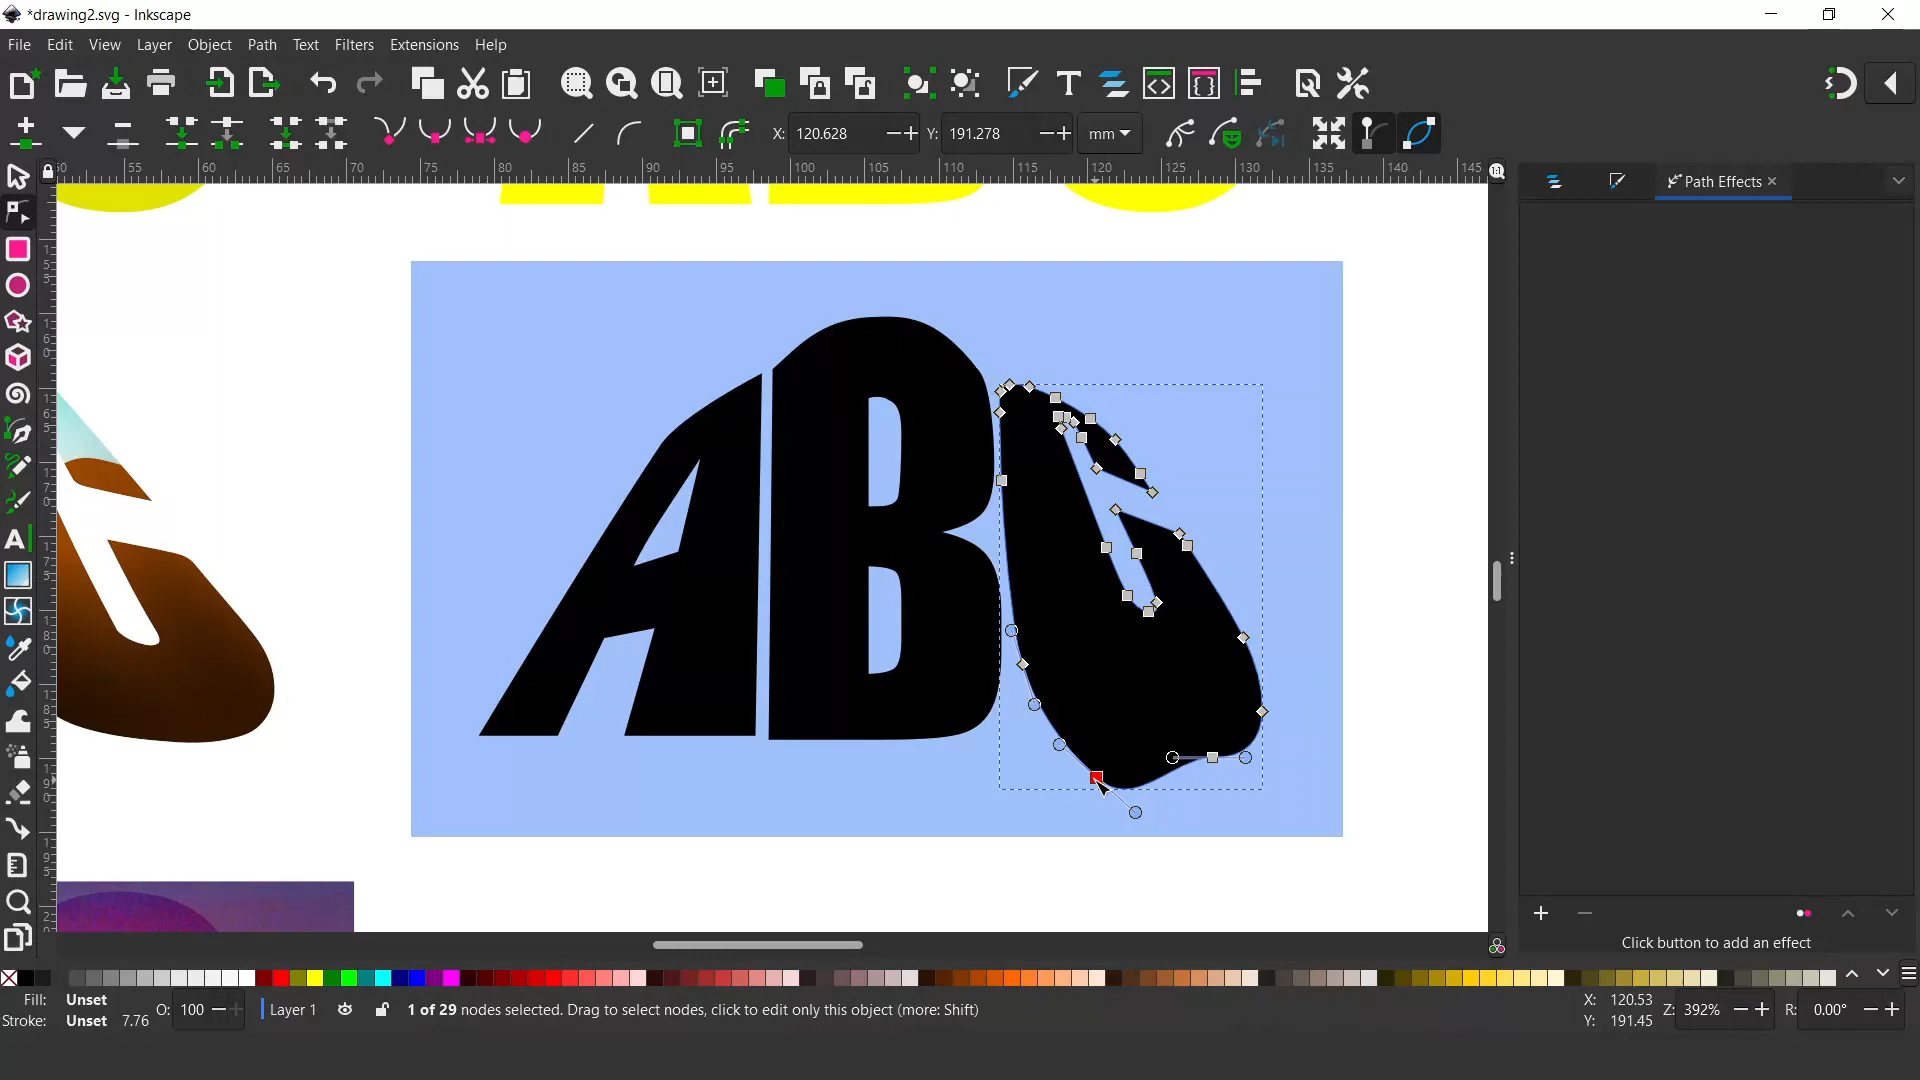 *drawing2.svg - Inkscape
File Edit View Layer Object Path Text Filters Extensions Help
X: 120.628 Y: 191.278 mm
50 55 60 65 70 75 80 85 90 95 100 105 110 115 120 125 130 135 140 145
Path Effects
ABC
Click button to add an effect
Fill: Unset
Stroke: Unset 7.76
O: 100
Layer 1
1 of 29 nodes selected. Drag to select nodes, click to edit only this object (more: Shift)
X: 120.53
Y: 191.45
Z: 392%
R: 0.00°